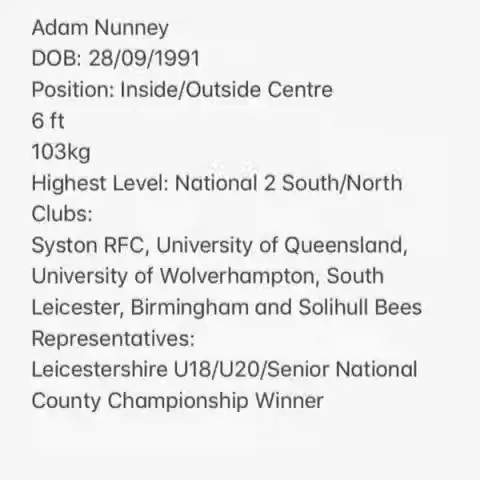 Adam Nunney
DOB: 28/09/1991
Position: Inside/Outside Centre
6 ft
103kg
Highest Level: National 2 South/North
Clubs:
Syston RFC, University of Queensland,
University of Wolverhampton, South
Leicester, Birmingham and Solihull Bees
Representatives:
Leicestershire U18/U20/Senior National
County Championship Winner